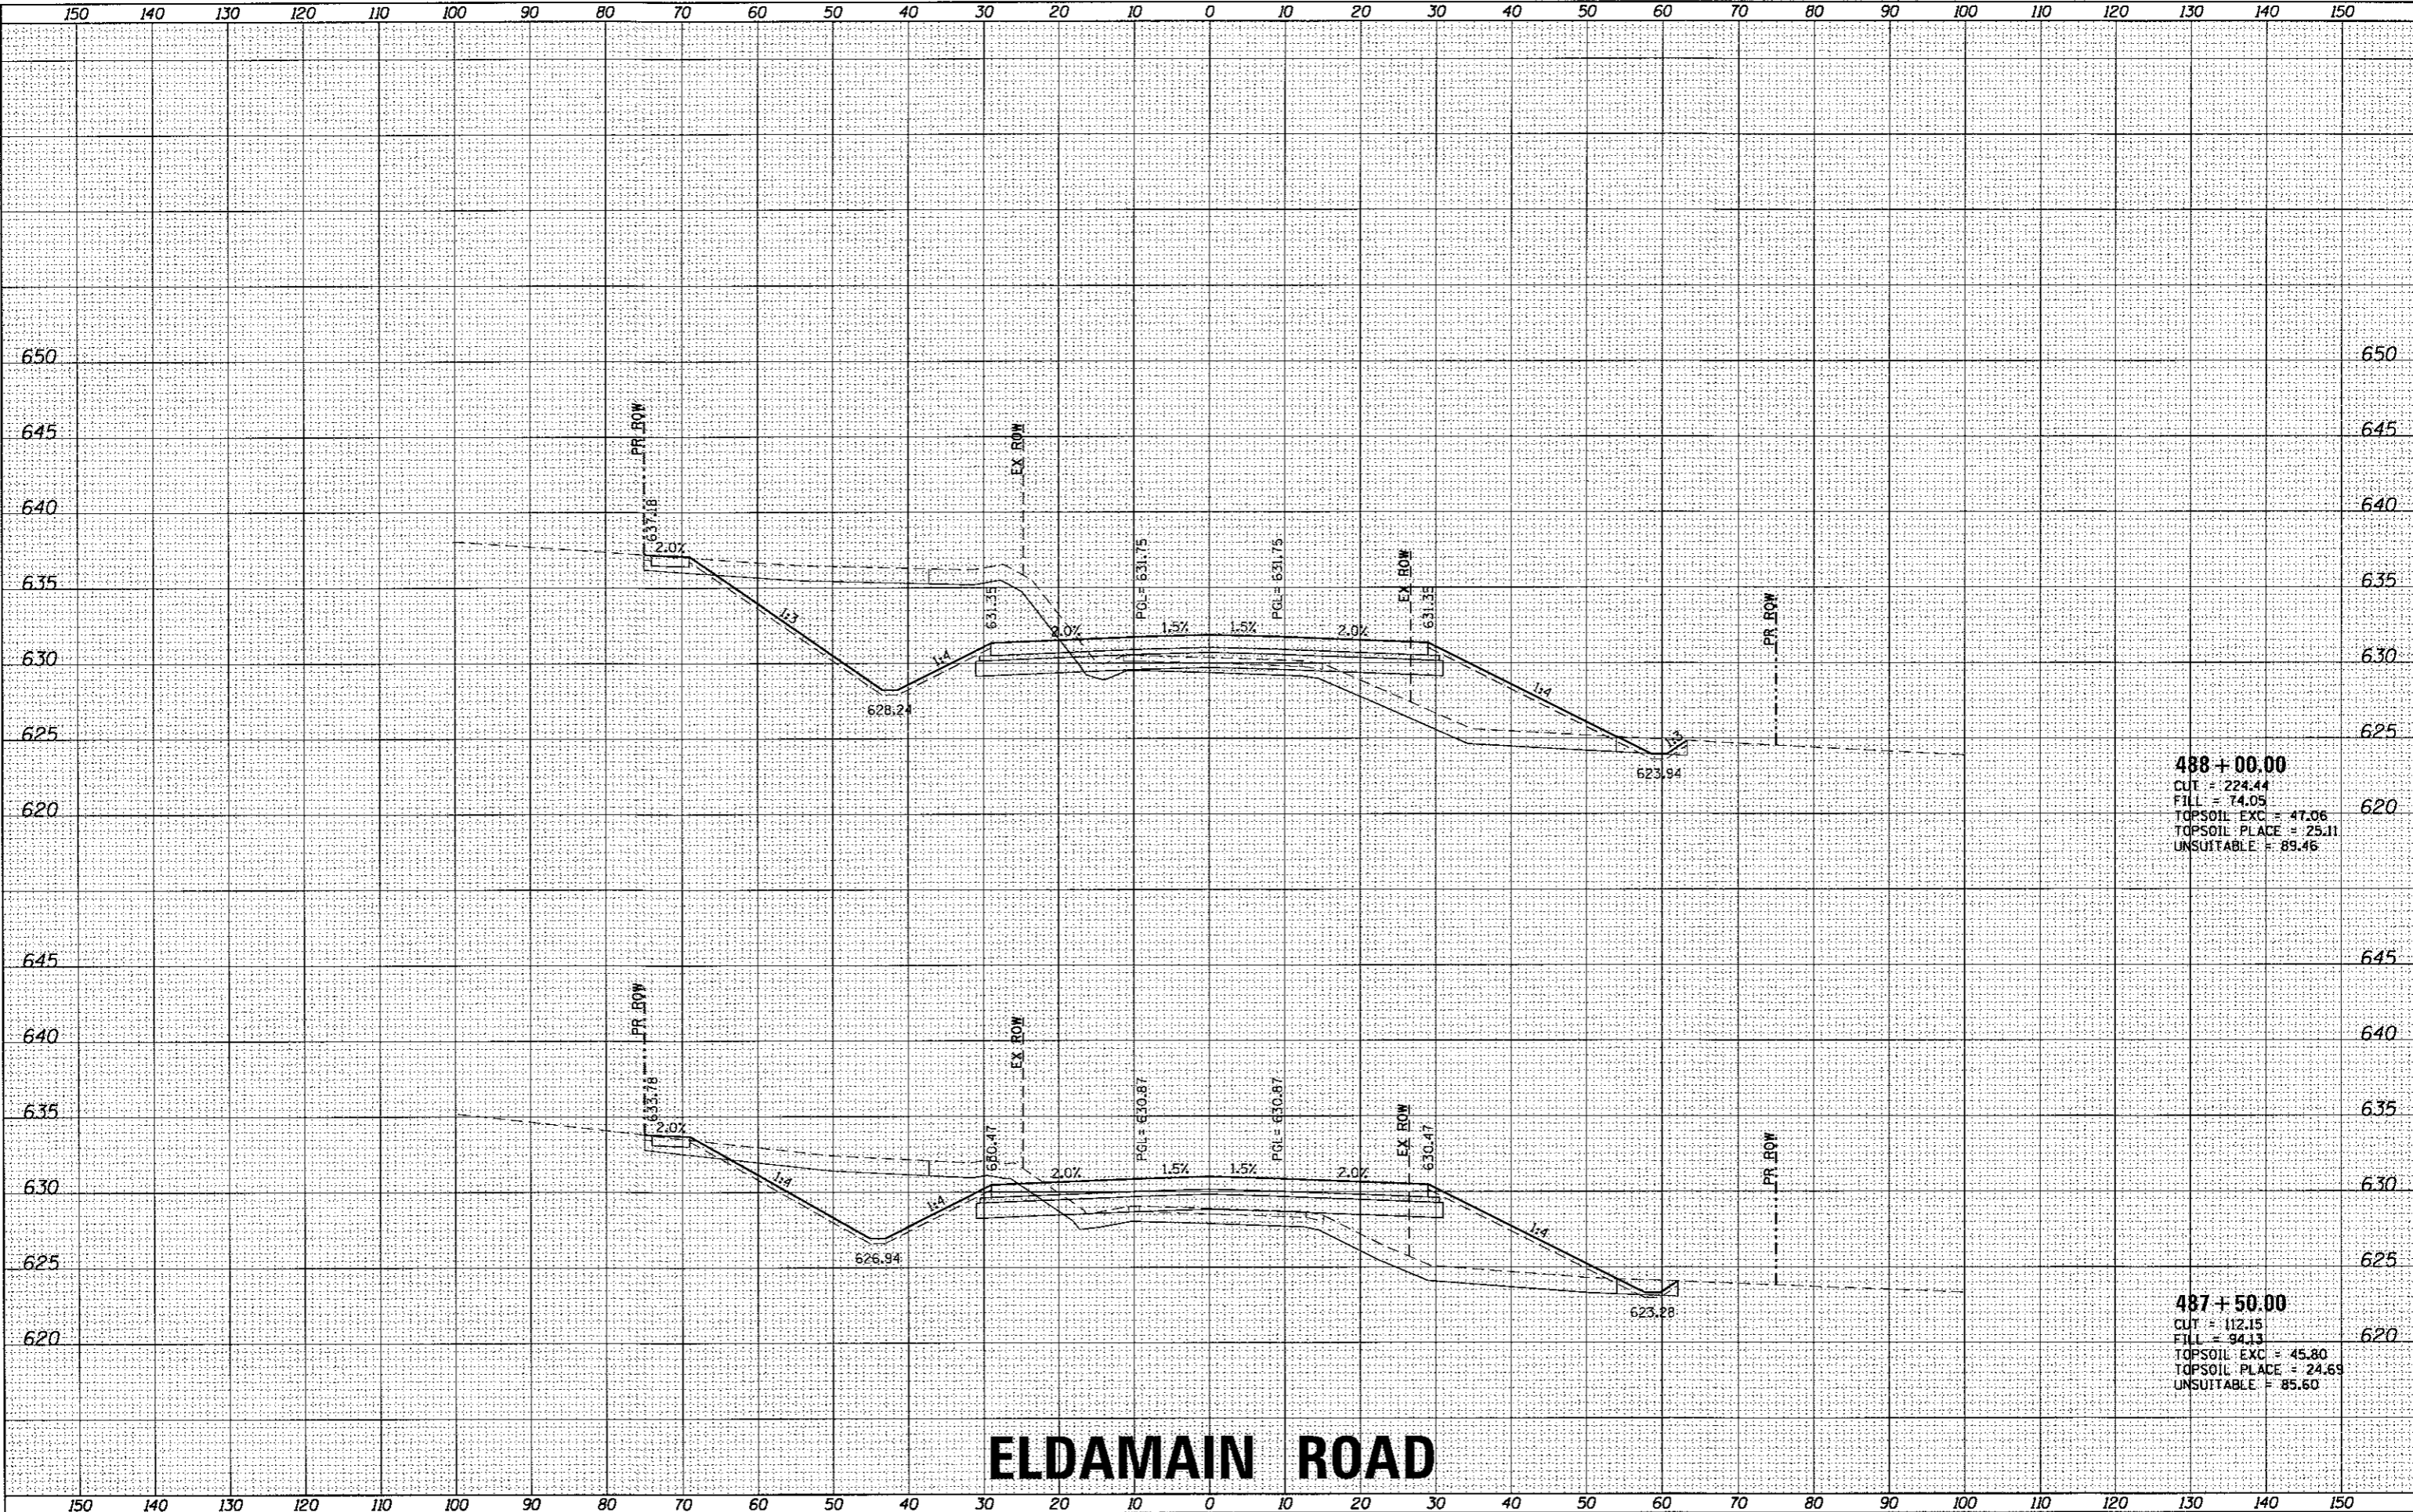 150 140 130 120 110 100 90 80 70 60 50 40 30 20 10 0 10 20 30 40 50 60 70 80 90 100 110 120 130 140 150
650 650
PR ROW
EX ROW
645 645
640 640
637.18
2.0%
PGL= 631.75
PGL= 631.75
EX ROW
PR ROW
635 635
631.35
631.35
1:3
2.0%
1.5%
1.5%
2.0%
1:4
630 630
1:4
628.24
625 625
1:3
623.94
488+00.00
CUT = 224.44
FILL = 74.05
TOPSOIL EXC = 47.06
TOPSOIL PLACE = 25.11
UNSUITABLE = 89.46
620 620
645 645
PR ROW
EX ROW
640 640
633.78
PGL= 630.87
PGL= 630.87
EX ROW
PR ROW
635 635
2.0%
630.47
630.47
2.0%
1.5%
1.5%
2.0%
1:4
1:4
630 630
1:4
626.94
625 625
623.28
487+50.00
CUT = 112.15
FILL = 94.13
TOPSOIL EXC = 45.80
TOPSOIL PLACE = 24.69
UNSUITABLE = 85.60
620 620
ELDAMAIN ROAD
150 140 130 120 110 100 90 80 70 60 50 40 30 20 10 0 10 20 30 40 50 60 70 80 90 100 110 120 130 140 150